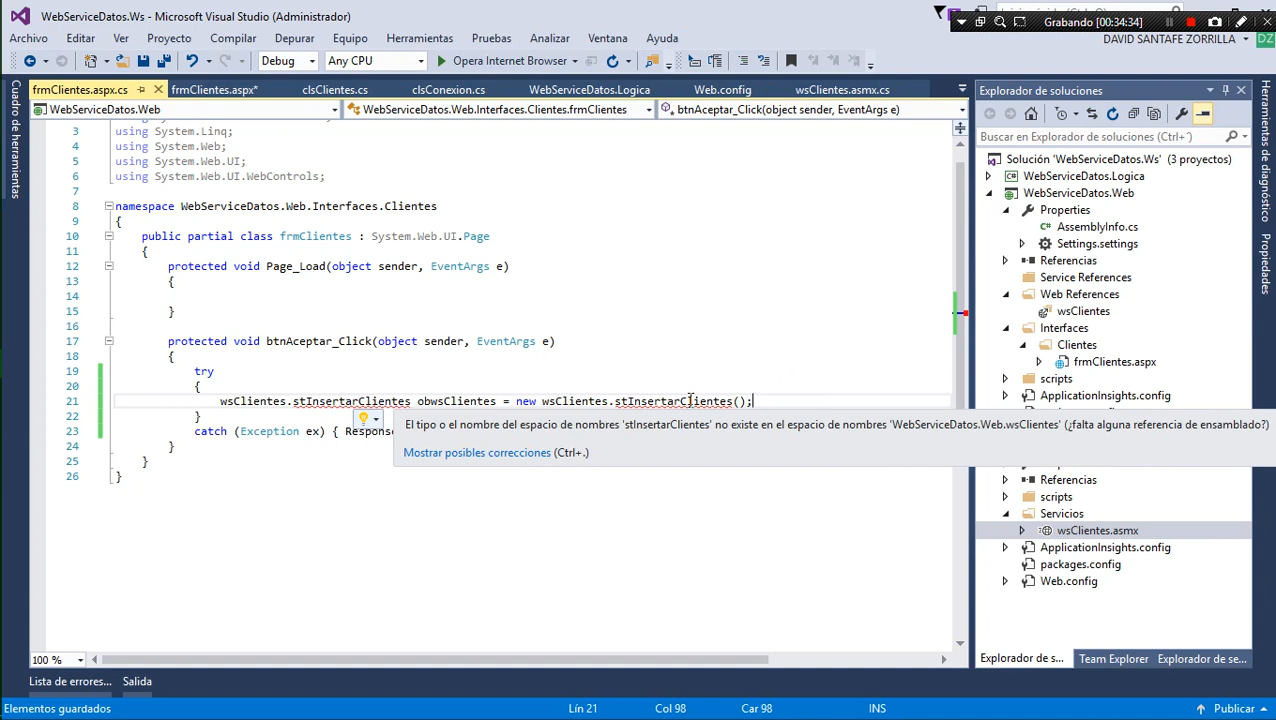 WebServiceDatos.Ws - Microsoft Visual Studio (Administrador)
Grabando [00:34:34]
Archivo Editar Ver Proyecto Compilar Depurar Equipo Herramientas Pruebas Analizar Ventana Ayuda
DAVID SANTAFE ZORRILLA DZ
Debug Any CPU Opera Internet Browser
frmClientes.aspx.cs frmClientes.aspx* clsClientes.cs clsConexion.cs WebServiceDatos.Logica Web.config wsClientes.asmx.cs
WebServiceDatos.Web WebServiceDatos.Web.Interfaces.Clientes.frmClientes btnAceptar_Click(object sender, EventArgs e)
Cuadro de herramientas
3 using System.Linq;
4 using System.Web;
5 using System.Web.UI;
6 using System.Web.UI.WebControls;
7
8 namespace WebServiceDatos.Web.Interfaces.Clientes
9 {
10 public partial class frmClientes : System.Web.UI.Page
11 {
12 protected void Page_Load(object sender, EventArgs e)
13 {
14
15 }
16
17 protected void btnAceptar_Click(object sender, EventArgs e)
18 {
19 try
20 {
21 wsClientes.stInsertarClientes obwsClientes = new wsClientes.stInsertarClientes();
22 }
23 catch (Exception ex) { Respons
24 }
25 }
26 }
El tipo o el nombre del espacio de nombres 'stInsertarClientes' no existe en el espacio de nombres 'WebServiceDatos.Web.wsClientes' (¿falta alguna referencia de ensamblado?)
Mostrar posibles correcciones (Ctrl+.)
100 %
Lista de errores... Salida
Explorador de soluciones
Buscar en Explorador de soluciones (Ctrl+´)
Solución 'WebServiceDatos.Ws' (3 proyectos)
WebServiceDatos.Logica
WebServiceDatos.Web
Properties
AssemblyInfo.cs
Settings.settings
Referencias
Service References
Web References
wsClientes
Interfaces
Clientes
frmClientes.aspx
scripts
ApplicationInsights.config
Referencias
scripts
Servicios
wsClientes.asmx
ApplicationInsights.config
packages.config
Web.config
Explorador de s... Team Explorer Explorador de se...
Herramientas de diagnóstico
Propiedades
Elementos guardados Lín 21 Col 98 Car 98 INS Publicar